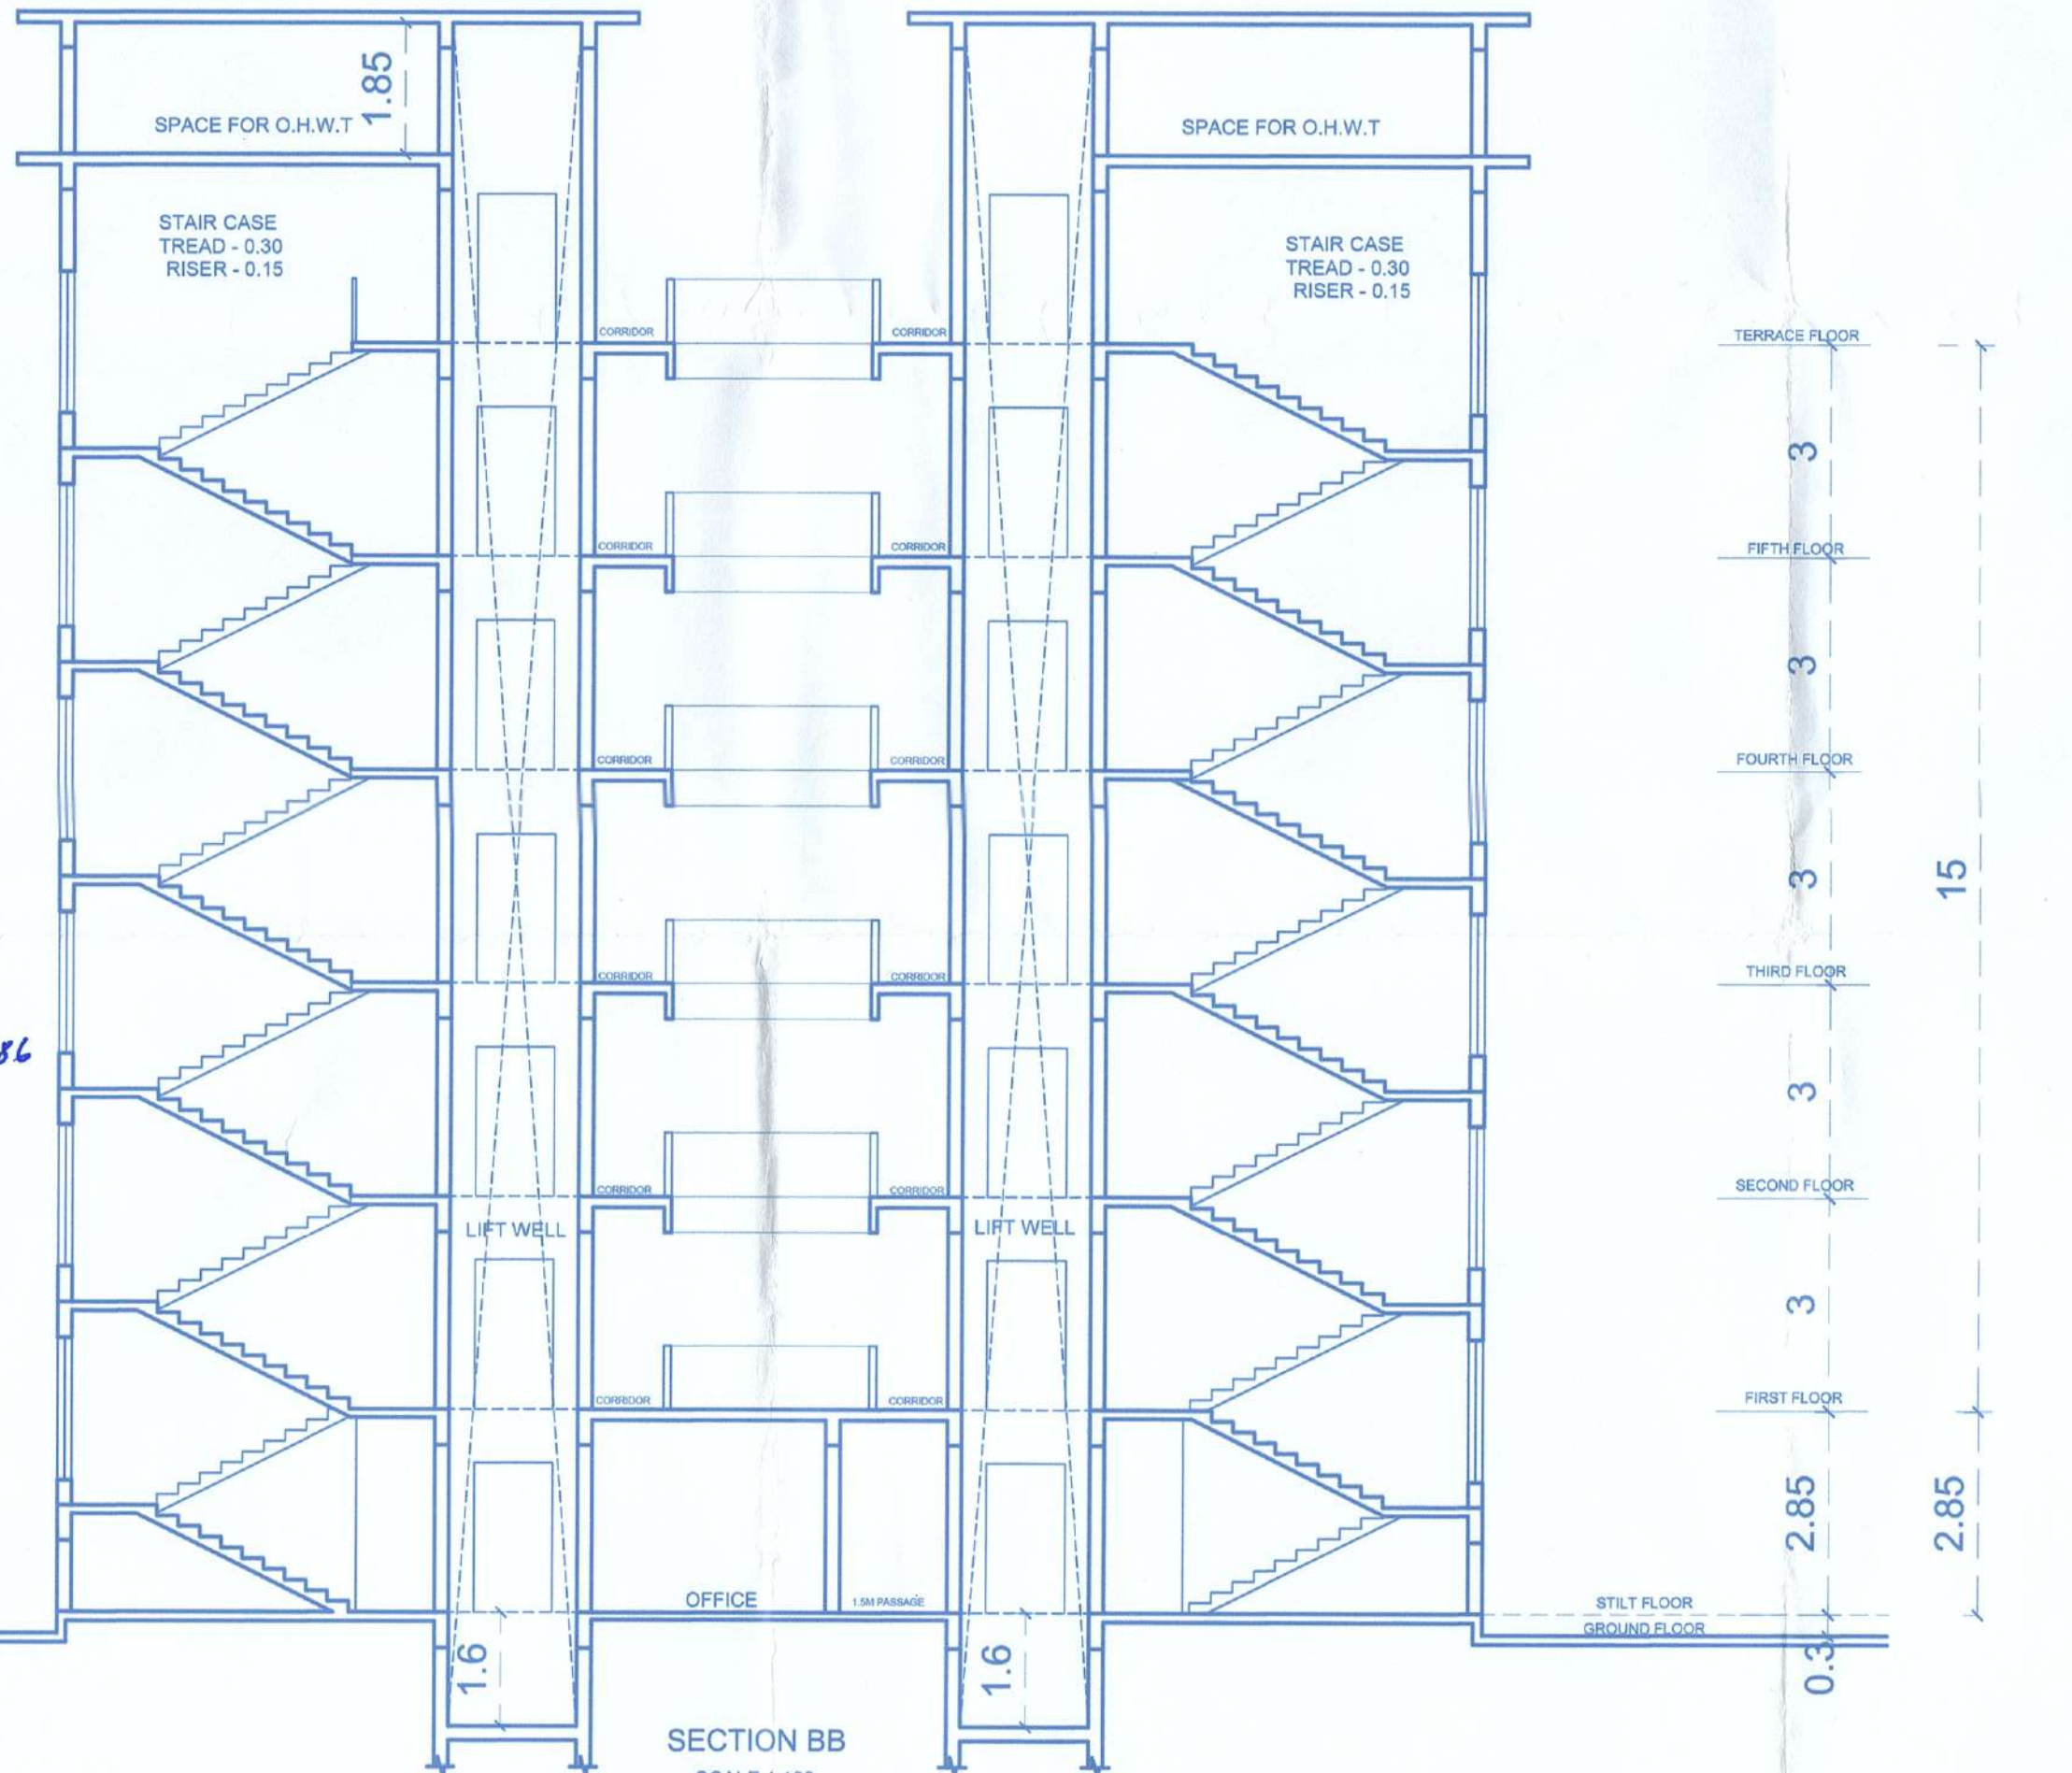 1.85
SPACE FOR O.H.W.T
SPACE FOR O.H.W.T
STAIR CASE
TREAD - 0.30
RISER - 0.15
STAIR CASE
TREAD - 0.30
RISER - 0.15
CORRIDOR
CORRIDOR
TERRACE FLOOR
3
CORRIDOR
CORRIDOR
FIFTH FLOOR
3
CORRIDOR
CORRIDOR
FOURTH FLOOR
3
15
CORRIDOR
CORRIDOR
THIRD FLOOR
86
3
CORRIDOR
CORRIDOR
SECOND FLOOR
LIFT WELL
LIFT WELL
3
CORRIDOR
CORRIDOR
FIRST FLOOR
2.85
2.85
OFFICE
1.5M PASSAGE
STILT FLOOR
GROUND FLOOR
1.6
1.6
0.3
SECTION BB